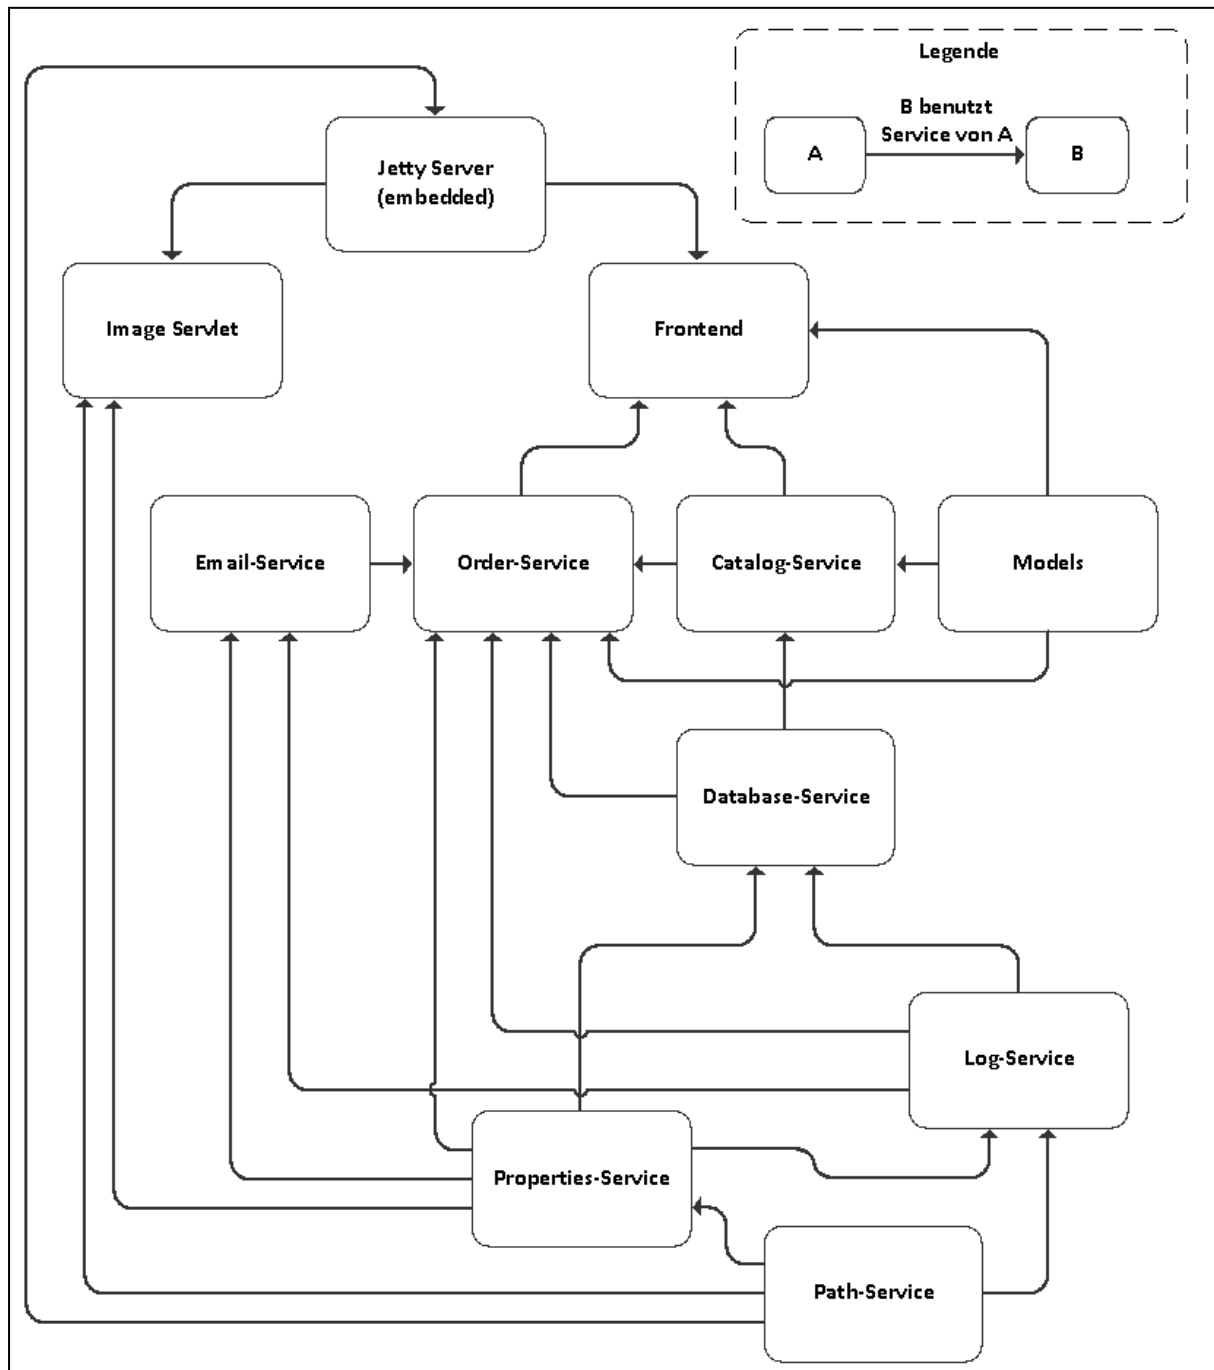 Legende
B benutzt
Service von A
A
B
Jetty Server
(embedded)
Image Servlet
Frontend
Email-Service
Order-Service
Catalog-Service
Models
Database-Service
Log-Service
Properties-Service
Path-Service